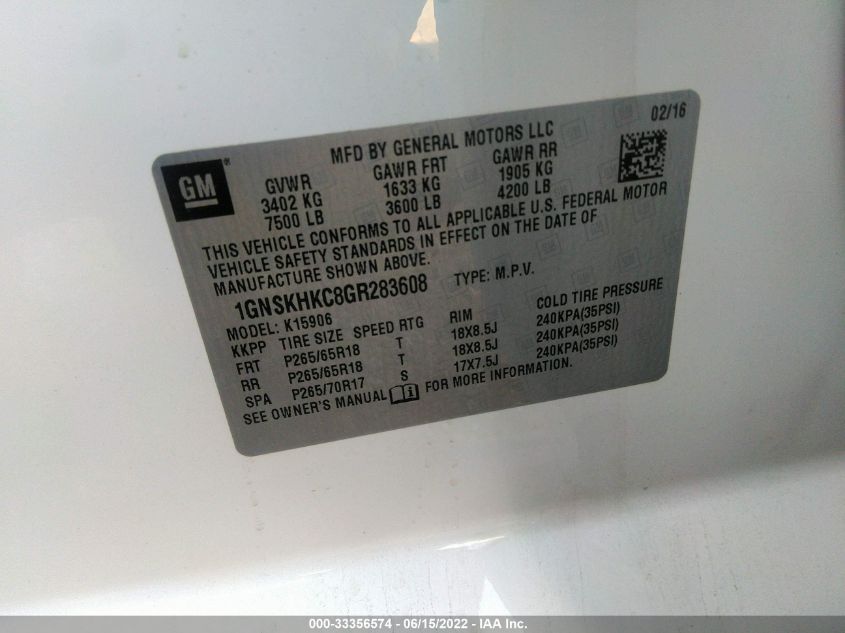 02/16
MFD BY GENERAL MOTORS LLC
GM
GVWR GAWR FRT GAWR RR
3402 KG 1633 KG 1905 KG
7500 LB 3600 LB 4200 LB
THIS VEHICLE CONFORMS TO ALL APPLICABLE U.S. FEDERAL MOTOR
VEHICLE SAFETY STANDARDS IN EFFECT ON THE DATE OF
MANUFACTURE SHOWN ABOVE.
1GNSKHKC8GR283608 TYPE: M.P.V.
MODEL: K15906
KKPP TIRE SIZE SPEED RTG RIM COLD TIRE PRESSURE
FRT P265/65R18 T 18X8.5J 240KPA(35PSI)
RR P265/65R18 T 18X8.5J 240KPA(35PSI)
SPA P265/70R17 S 17X7.5J 240KPA(35PSI)
SEE OWNER'S MANUAL FOR MORE INFORMATION.
000-33356574 - 06/15/2022 - IAA Inc.